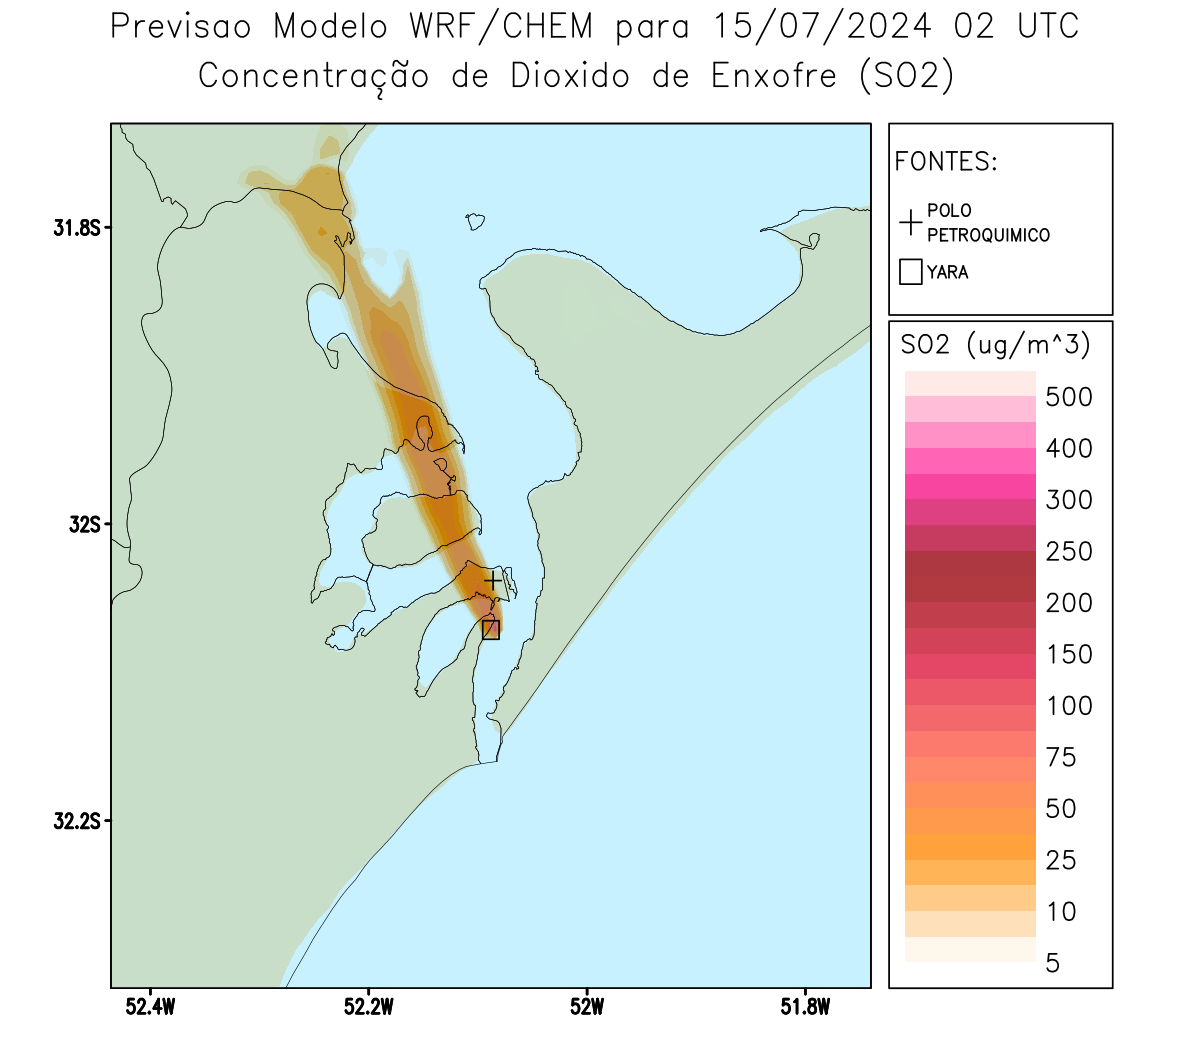 Previsao Modelo WRF/CHEM para 15/07/2024 02 UTC
Concentração de Dioxido de Enxofre (SO2)
FONTES:
POLO
PETROQUIMICO
YARA
SO2 (ug/m^3)
500
400
300
250
200
150
100
75
50
25
10
5
31.8S
32S
32.2S
52.4W
52.2W
52W
51.8W